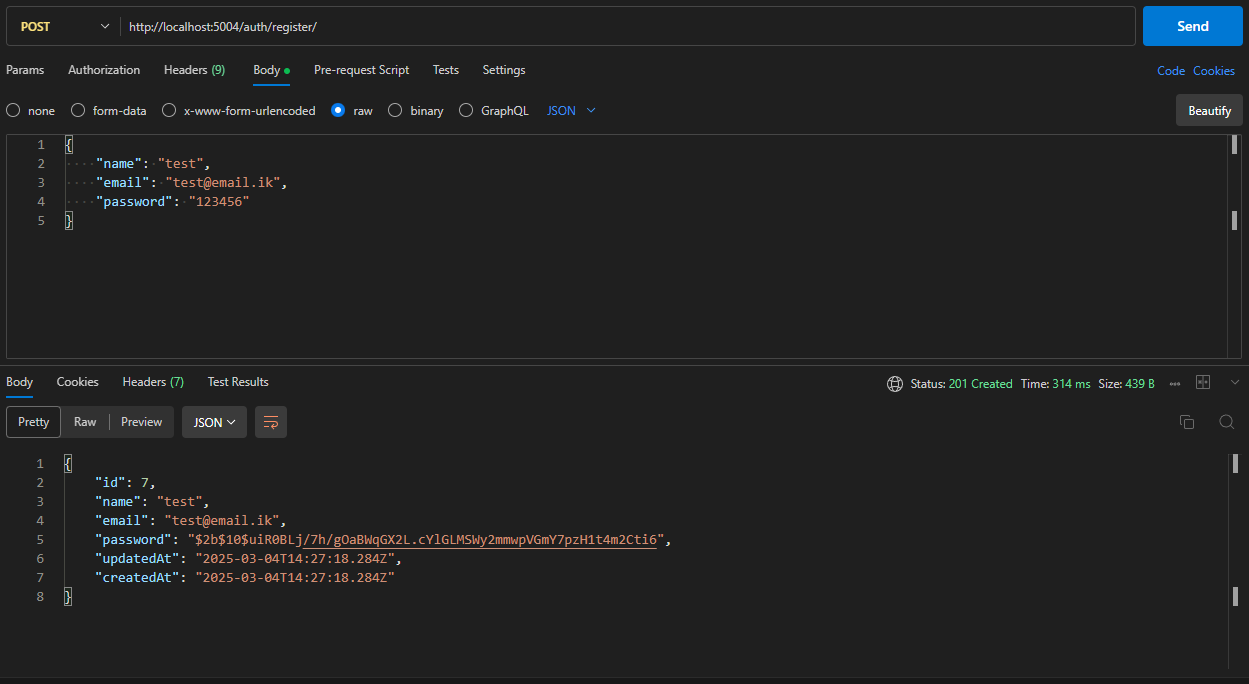 POST http://localhost:5004/auth/register/ Send
Params Authorization Headers (9) Body Pre-request Script Tests Settings Code Cookies
none form-data x-www-form-urlencoded raw binary GraphQL JSON Beautify
1 {
2 ···· "name": "test",
3 ···· "email": "test@email.ik",
4 ···· "password": "123456"
5 }
Body Cookies Headers (7) Test Results Status: 201 Created Time: 314 ms Size: 439 B
Pretty Raw Preview JSON
1 {
2 "id": 7,
3 "name": "test",
4 "email": "test@email.ik",
5 "password": "$2b$10$uiR0BLj/7h/gOaBWqGX2L.cYlGLMSWy2mmwpVGmY7pzH1t4m2Cti6",
6 "updatedAt": "2025-03-04T14:27:18.284Z",
7 "createdAt": "2025-03-04T14:27:18.284Z"
8 }